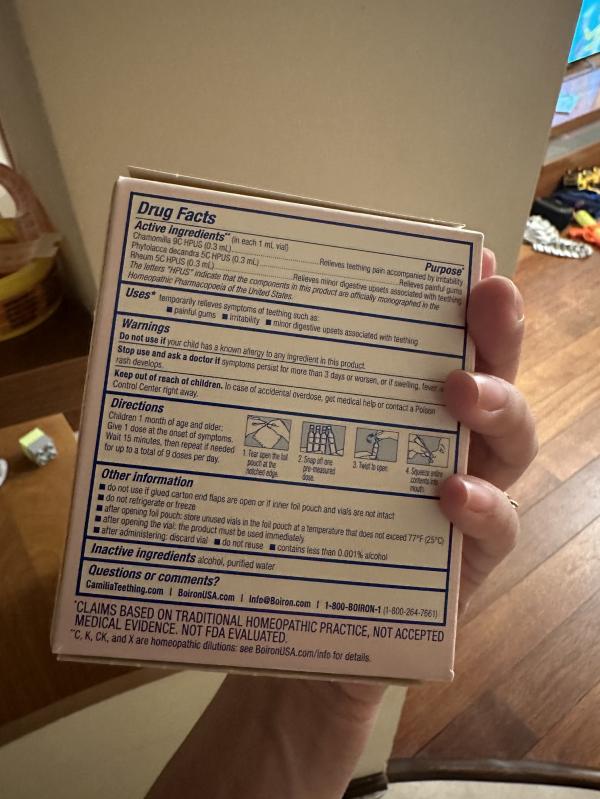 Drug Facts
Active ingredients** (in each 1 mL vial)
Purpose*
Chamomilla 9C HPUS (0.3 mL)........Relieves teething pain accompanied by irritability
Phytolacca decandra 5C HPUS (0.3 mL)........Relieves painful gums
Rheum 5C HPUS (0.3 mL)........Relieves minor digestive upsets associated with teething
The letters "HPUS" indicate that the components in this product are officially monographed in the
Homeopathic Pharmacopoeia of the United States.
Uses* temporarily relieves symptoms of teething such as:
■ painful gums ■ irritability ■ minor digestive upsets associated with teething
Warnings
Do not use if your child has a known allergy to any ingredient in this product.
Stop use and ask a doctor if symptoms persist for more than 3 days or worsen, or if swelling, fever
rash develops.
Keep out of reach of children. In case of accidental overdose, get medical help or contact a Poison
Control Center right away.
Directions
Children 1 month of age and older:
Give 1 dose at the onset of symptoms.
Wait 15 minutes, then repeat if needed
for up to a total of 9 doses per day.
1. Tear open the foil
pouch at the
notched edge.
2. Snap off one
pre-measured
dose.
3. Twist to open.
4. Squeeze entire
contents into
mouth.
Other information
■ do not use if glued carton end flaps are open or if inner foil pouch and vials are not intact
■ do not refrigerate or freeze
■ after opening foil pouch: store unused vials in the foil pouch at a temperature that does not exceed 77°F (25°C)
■ after opening the vial: the product must be used immediately.
■ after administering: discard vial ■ do not reuse ■ contains less than 0.001% alcohol
Inactive ingredients alcohol, purified water
Questions or comments?
CamiliaTeething.com | BoironUSA.com | Info@Boiron.com | 1-800-BOIRON-1 (1-800-264-7661)
*CLAIMS BASED ON TRADITIONAL HOMEOPATHIC PRACTICE, NOT ACCEPTED
MEDICAL EVIDENCE. NOT FDA EVALUATED.
**C, K, CK, and X are homeopathic dilutions: see BoironUSA.com/info for details.